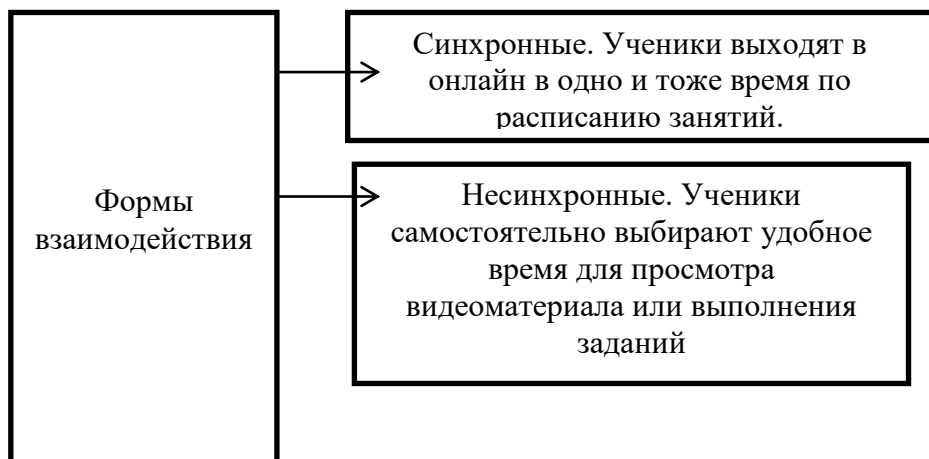 Формы
взаимодействия
Синхронные. Ученики выходят в
онлайн в одно и тоже время по
расписанию занятий.
Несинхронные. Ученики
самостоятельно выбирают удобное
время для просмотра
видеоматериала или выполнения
заданий